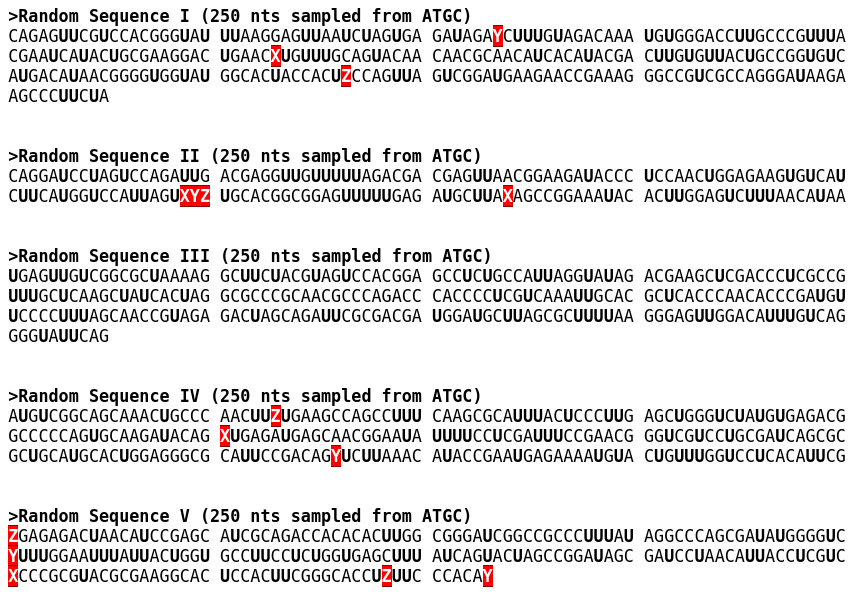 >Random Sequence I (250 nts sampled from ATGC)
CAGAGUUCGUCCACGGGUAU UUAAGGAGUUAAUCUAGUGA GAUAGAYCUUUGUAGACAAA UGUGGGACCUUGCCCGUUUA
CGAAUCAUACUGCGAAGGAC UGAACXUGUUUGCAGUACAA CAACGCAACAUCACAUACGA CUUGUGUUACUGCCGGUGUC
AUGACAUAACGGGGUGGUAU GGCACUACCACUZCCAGUUA GUCGGAUGAAGAACCGAAAG GGCCGUCGCCAGGGAUAAGA
AGCCCUUCUA
>Random Sequence II (250 nts sampled from ATGC)
CAGGAUCCUAGUCCAGAUUG ACGAGGUUGUUUUUAGACGA CGAGUUAACGGAAGAUACCC UCCAACUGGAGAAGUGUCAU
CUUCAUGGUCCAUUAGUXYZ UGCACGGCGGAGUUUUUGAG AUGCUUAXAGCCGGAAAUAC ACUUGGAGUCUUUAACAUAA
>Random Sequence III (250 nts sampled from ATGC)
UGAGUUGUCGGCGCUAAAAG GCUUCUACGUAGUCCACGGA GCCUCUGCCAUUAGGUAUAG ACGAAGCUCGACCCUCGCCG
UUUGCUCAAGCUAUCACUAG GCGCCCGCAACGCCCAGACC CACCCCUCGUCAAAUUGCAC GCUCACCCAACACCCGAUGU
UCCCCUUUAGCAACCGUAGA GACUAGCAGAUUCGCGACGA UGGAUGCUUAGCGCUUUUAA GGGAGUUGGACAUUUGUCAG
GGGUAUUCAG
>Random Sequence IV (250 nts sampled from ATGC)
AUGUCGGCAGCAAACUGCCC AACUUZUGAAGCCAGCCUUU CAAGCGCAUUUACUCCCUUG AGCUGGGUCUAUGUGAGACG
GCCCCCAGUGCAAGAUACAG XUGAGAUGAGCAACGGAAUA UUUUCCUCGAUUUCCGAACG GGUCGUCCUGCGAUCAGCGC
GCUGCAUGCACUGGAGGGCG CAUUCCGACAGYUCUUAAAC AUACCGAAUGAGAAAAUGUA CUGUUUGGUCCUCACAUUCG
>Random Sequence V (250 nts sampled from ATGC)
ZGAGAGACUAACAUCCGAGC AUCGCAGACCACACACUUGG CGGGAUCGGCCGCCCUUUAU AGGCCCAGCGAUAUGGGGUC
YUUUGGAAUUUAUUACUGGU GCCUUCCUCUGGUGAGCUUU AUCAGUACUAGCCGGAUAGC GAUCCUAACAUUACCUCGUC
XCCCGCGUACGCGAAGGCAC UCCACUUCGGGCACCUZUUC CCACAY